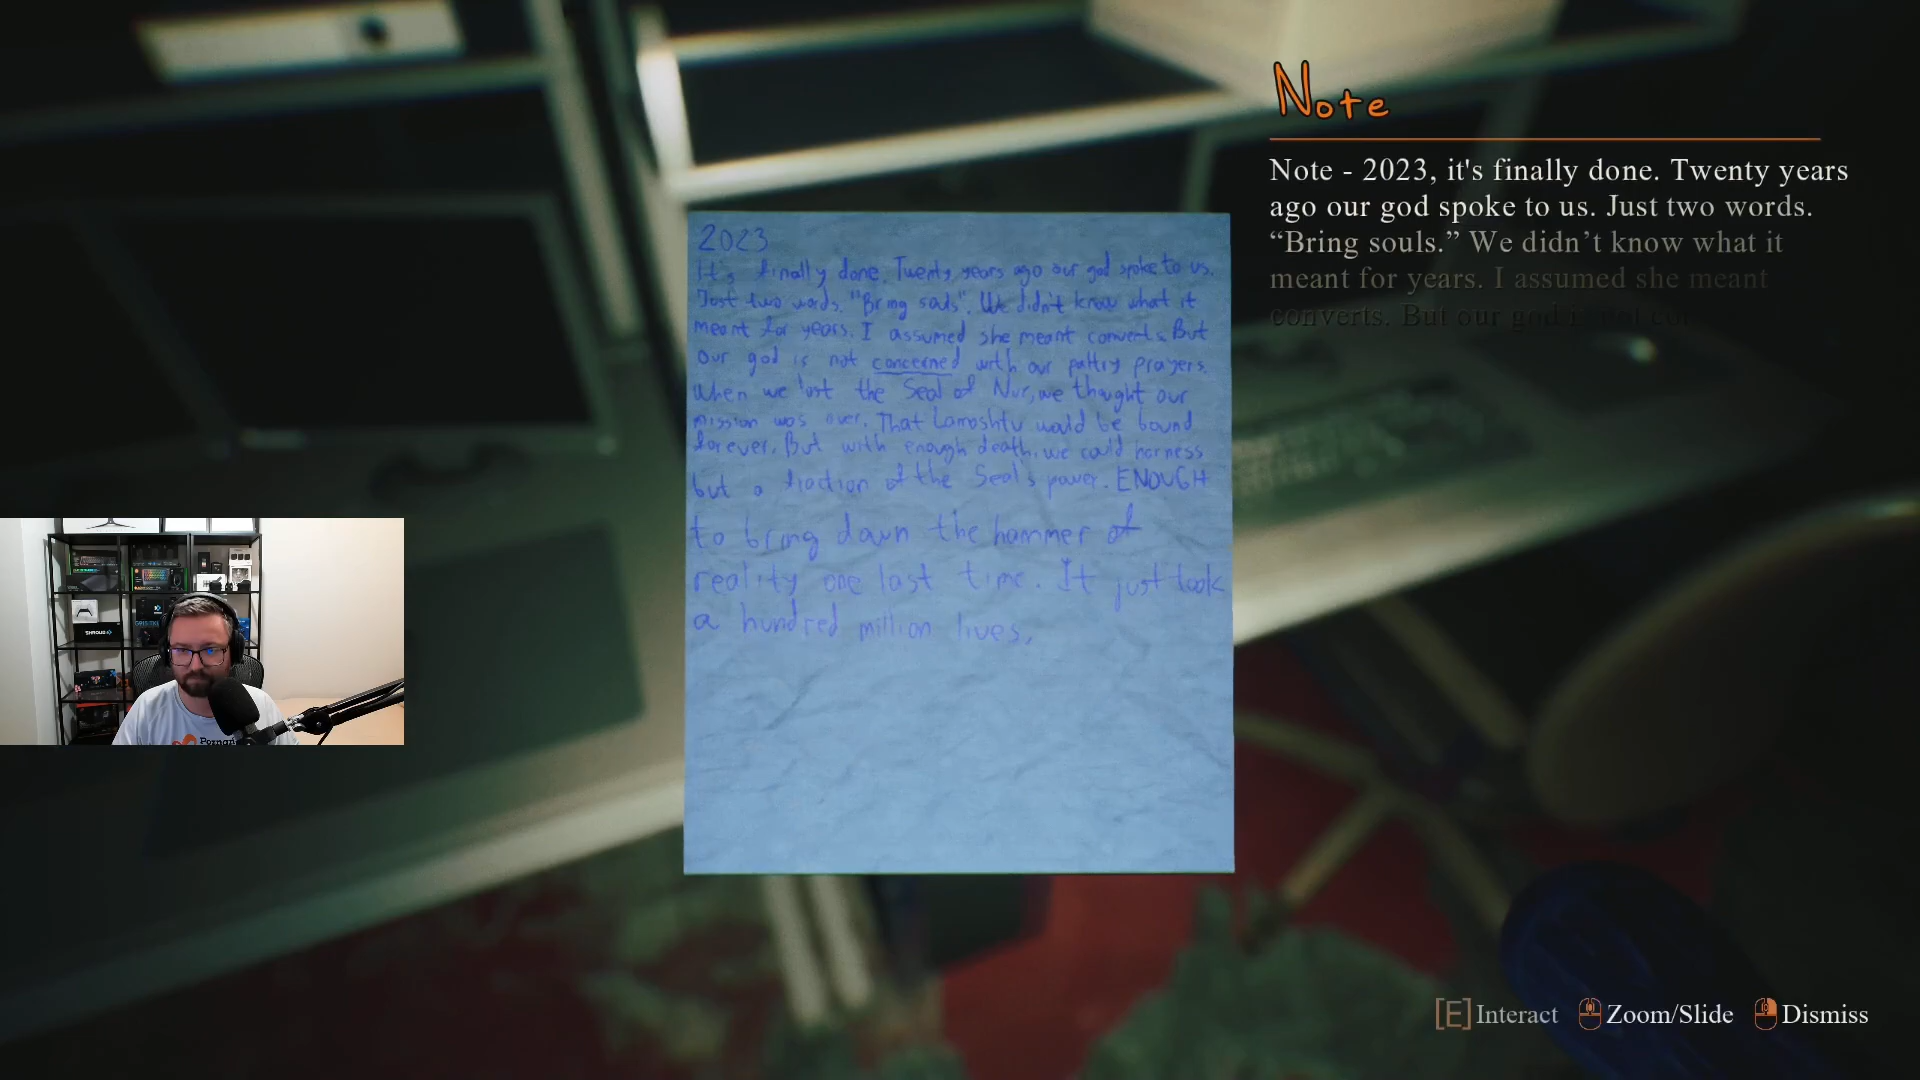 Note
Note - 2023, it's finally done. Twenty years
ago our god spoke to us. Just two words.
“Bring souls.” We didn’t know what it
meant for years. I assumed she meant
converts. But our god is not con
2023
It's finally done. Twenty years ago our god spoke to us.
Just two words. "Bring souls". We didn't know what it
meant for years. I assumed she meant converts. But
our god is not concerned with our paltry prayers.
When we lost the Seal of Nur, we thought our
mission was over. That Lamashtu would be bound
forever. But with enough death, we could harness
but a fraction of the Seal's power. ENOUGH
to bring down the hammer of
reality one last time. It just took
a hundred million lives.
SHROUD
Poznań
[E] Interact
Zoom/Slide
Dismiss